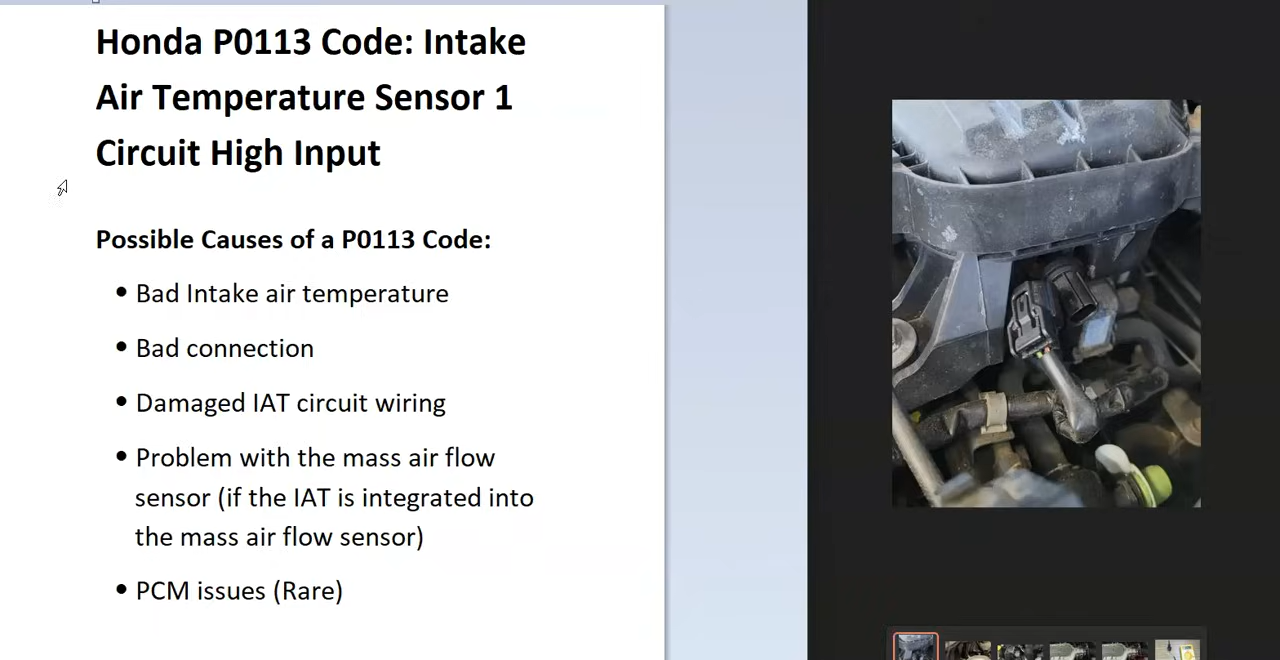 Honda P0113 Code: Intake
Air Temperature Sensor 1
Circuit High Input
Possible Causes of a P0113 Code:
• Bad Intake air temperature
• Bad connection
• Damaged IAT circuit wiring
• Problem with the mass air flow
sensor (if the IAT is integrated into
the mass air flow sensor)
• PCM issues (Rare)